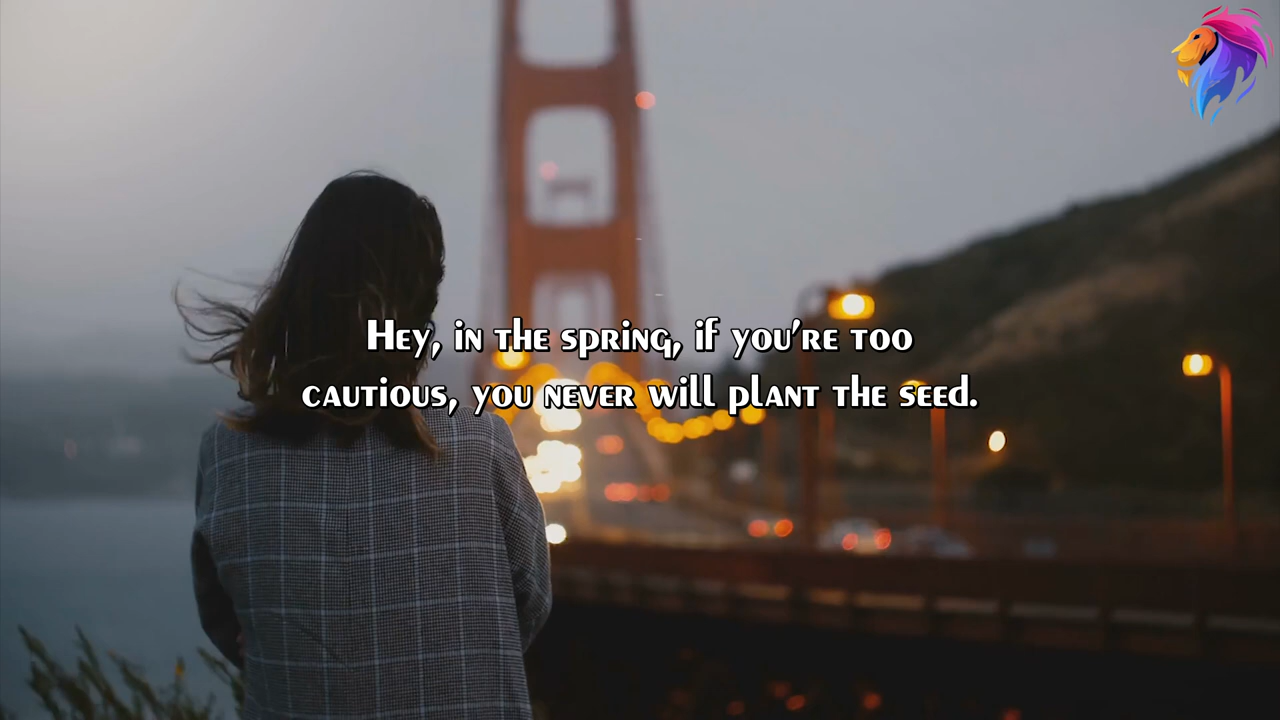 Hey, in the spring, if you're too
cautious, you never will plant the seed.